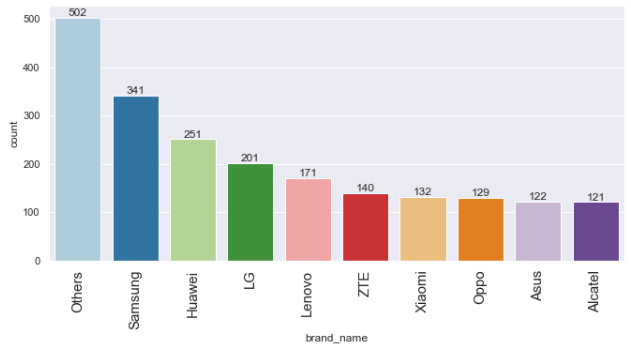 502
500
400
341
300
251
count
201
200
171
140
132
129
122
121
100
0
Others
Samsung
Huawei
LG
Lenovo
ZTE
Xiaomi
Oppo
Asus
Alcatel
brand_name